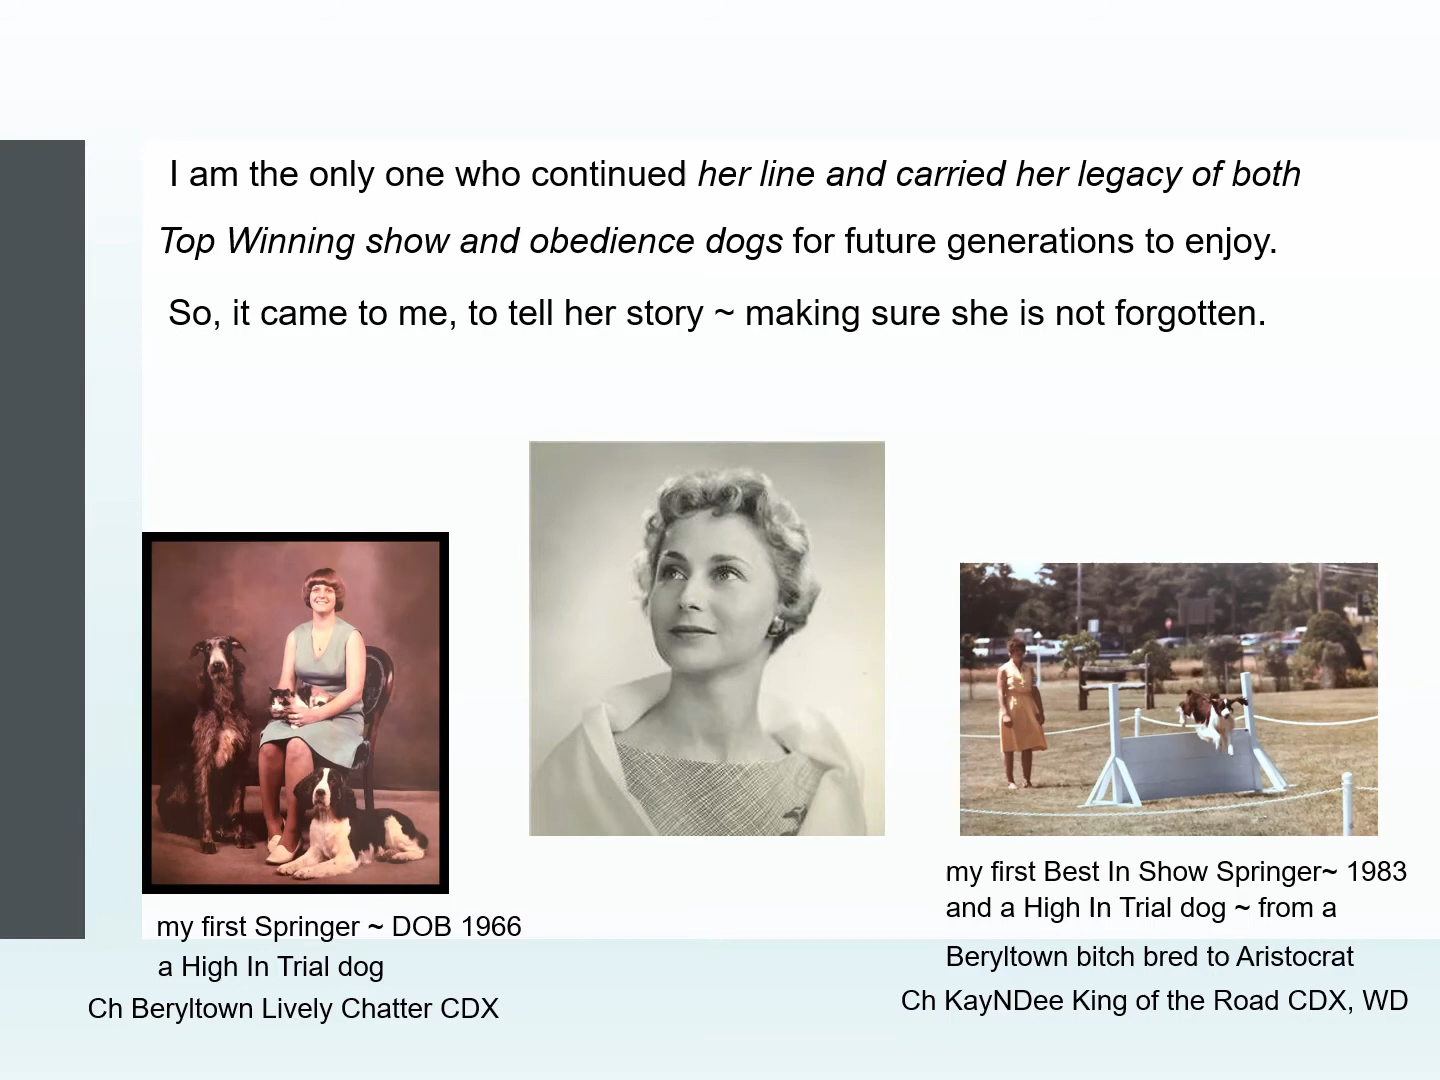 I am the only one who continued her line and carried her legacy of both
Top Winning show and obedience dogs for future generations to enjoy.
So, it came to me, to tell her story ~ making sure she is not forgotten.
my first Springer ~ DOB 1966
a High In Trial dog
Ch Beryltown Lively Chatter CDX
my first Best In Show Springer~ 1983
and a High In Trial dog ~ from a
Beryltown bitch bred to Aristocrat
Ch KayNDee King of the Road CDX, WD